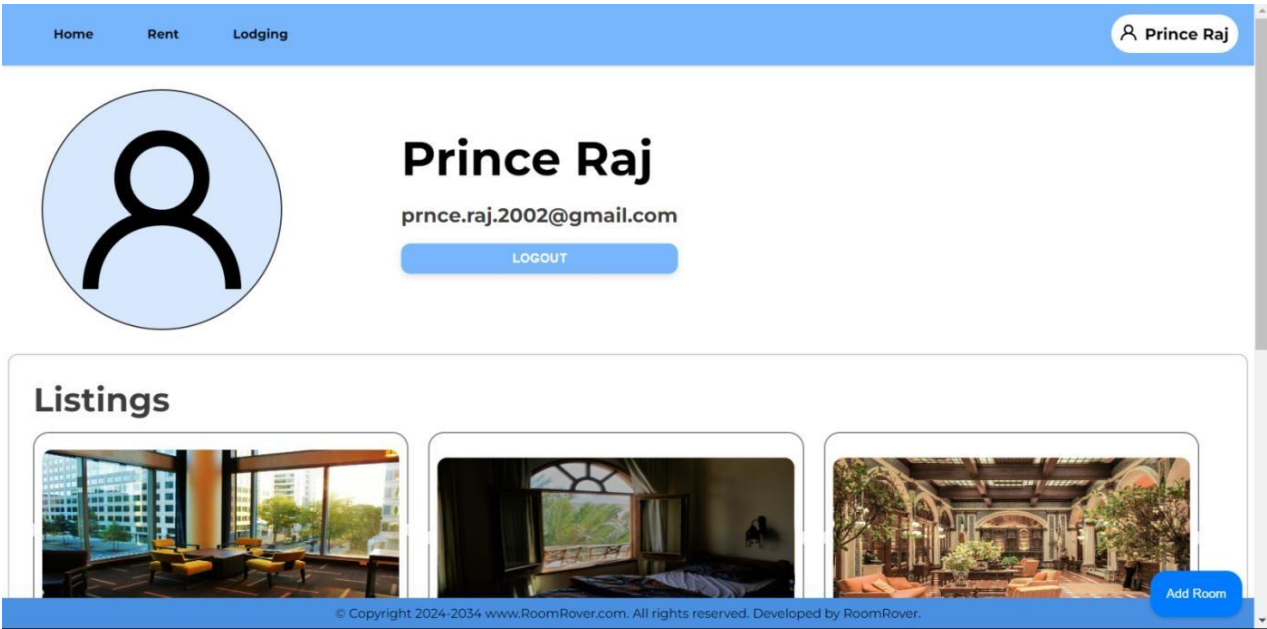 Home Rent Lodging Prince Raj
Prince Raj
prnce.raj.2002@gmail.com
LOGOUT
Listings
Add Room
© Copyright 2024-2034 www.RoomRover.com. All rights reserved. Developed by RoomRover.